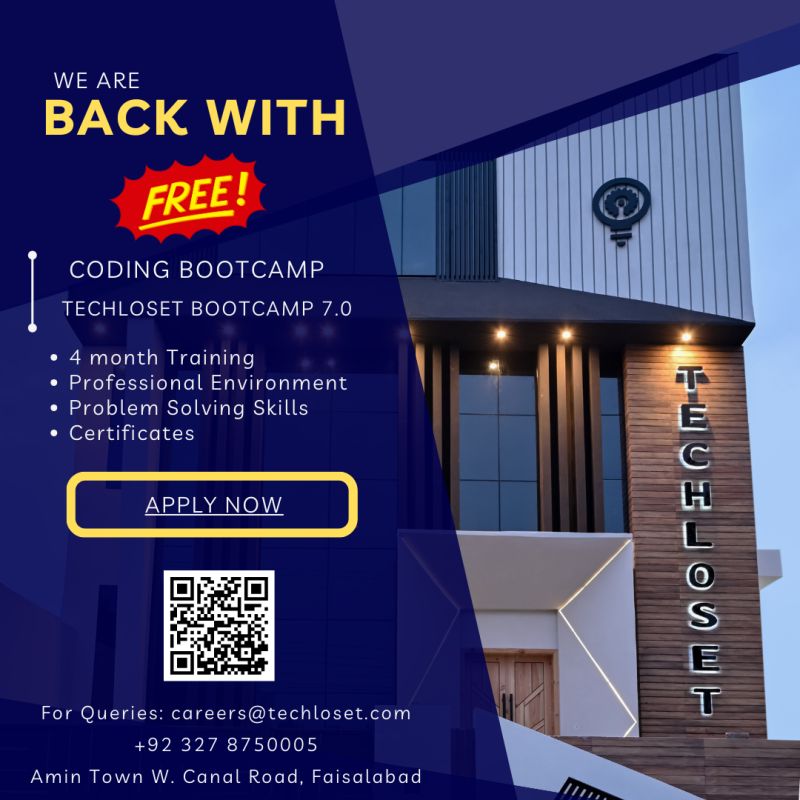 WE ARE
BACK WITH
FREE!
CODING BOOTCAMP
TECHLOSET BOOTCAMP 7.0
• 4 month Training
• Professional Environment
• Problem Solving Skills
• Certificates
APPLY NOW
For Queries: careers@techloset.com
+92 327 8750005
Amin Town W. Canal Road, Faisalabad
TECHLOSET